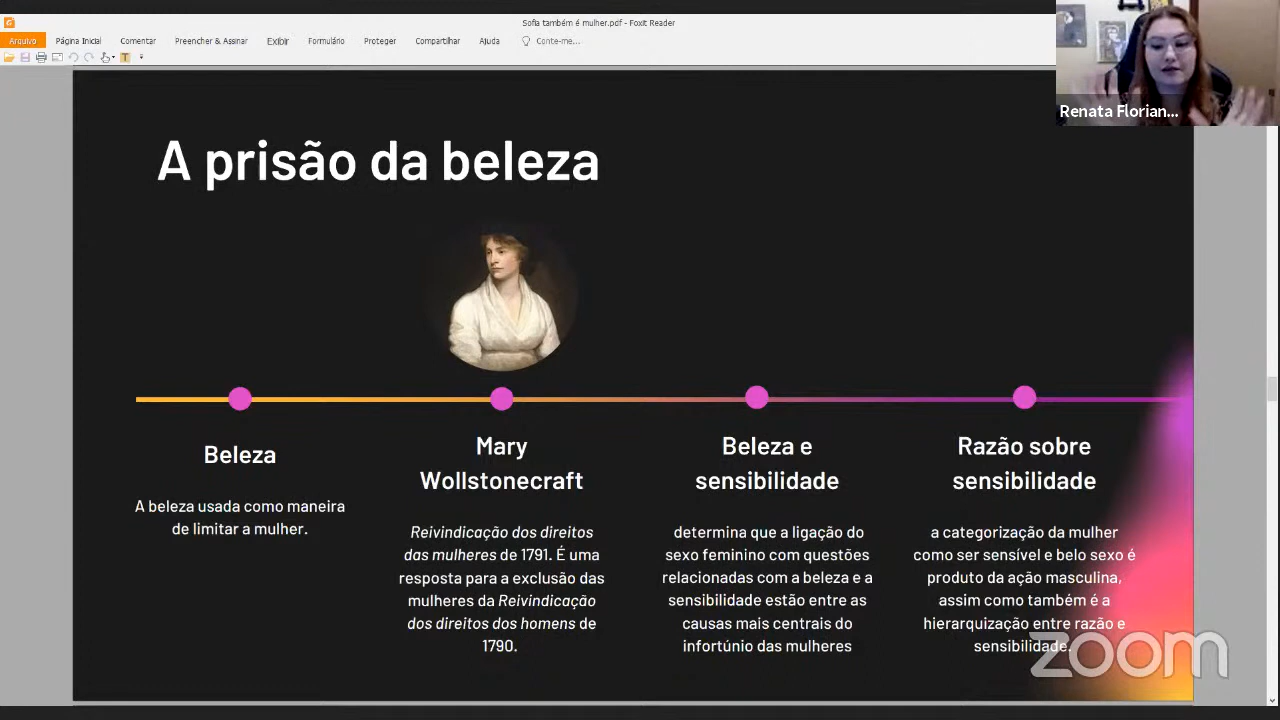 Sofia também é mulher.pdf - Foxit Reader
Arquivo Página Inicial Comentar Preencher & Assinar Exibir Formulário Proteger Compartilhar Ajuda Conte-me...
Renata Florian...
A prisão da beleza
Beleza
A beleza usada como maneira
de limitar a mulher.
Mary
Wollstonecraft
Reivindicação dos direitos
das mulheres de 1791. É uma
resposta para a exclusão das
mulheres da Reivindicação
dos direitos dos homens de
1790.
Beleza e
sensibilidade
determina que a ligação do
sexo feminino com questões
relacionadas com a beleza e a
sensibilidade estão entre as
causas mais centrais do
infortúnio das mulheres
Razão sobre
sensibilidade
a categorização da mulher
como ser sensível e belo sexo é
produto da ação masculina,
assim como também é a
hierarquização entre razão e
sensibilidade.
zoom